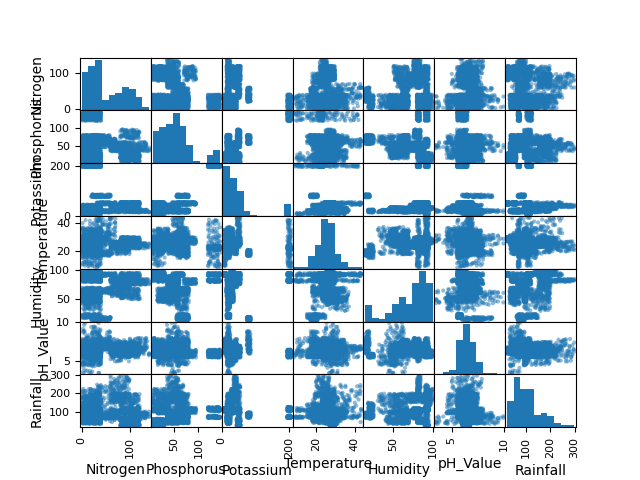 Nitrogen
100
0
Phosphorus
100
50
Potassium
200
0
Temperature
40
20
Humidity
100
50
pH_Value
10
5
Rainfall
300
200
100
0 100 50 100 0 200 20 40 50 100 5 10 100 200 300
Nitrogen Phosphorus Potassium Temperature Humidity pH_Value Rainfall